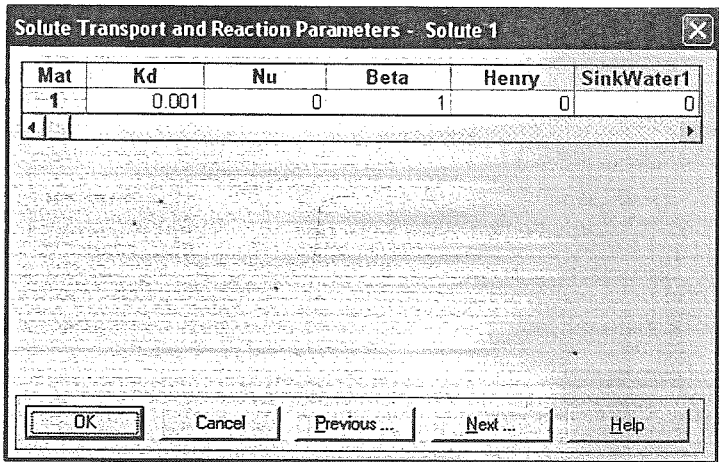 Solute Transport and Reaction Parameters - Solute 1
Mat Kd Nu Beta Henry SinkWater1
1 0.001 0 1 0 0
OK Cancel Previous ... Next ... Help